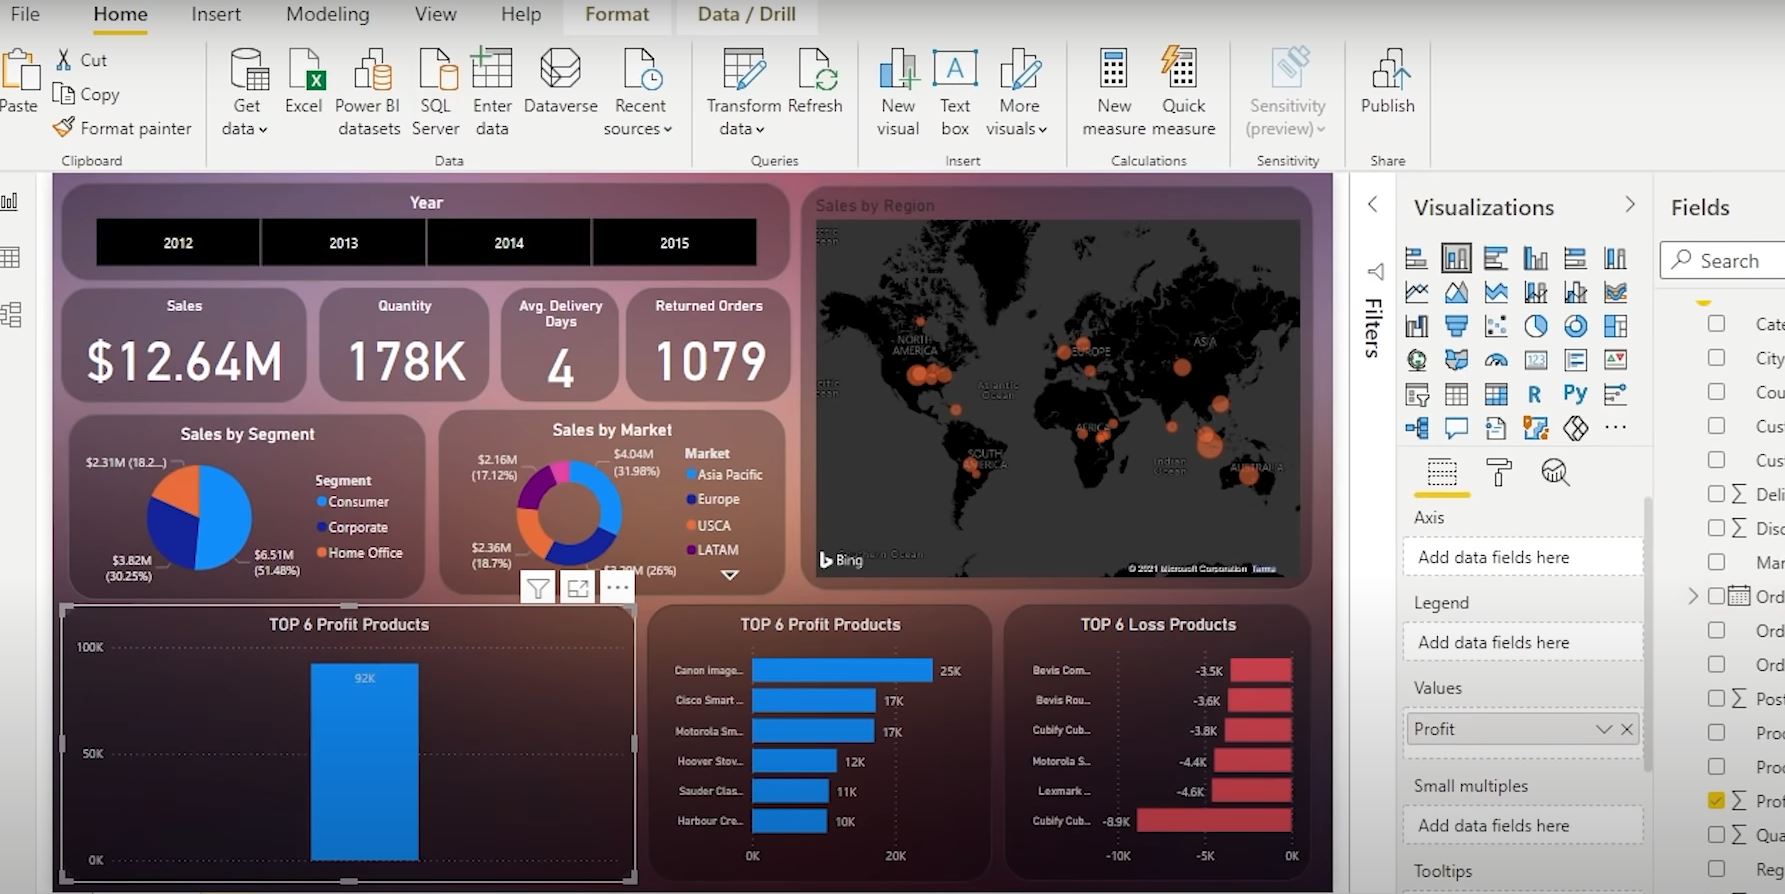 File Home Insert Modeling View Help Format Data / Drill
Cut
Copy
Format painter
Paste
Clipboard
Get data
Excel
Power BI datasets
SQL Server
Enter data
Dataverse
Recent sources
Data
Transform data
Refresh
Queries
New visual
Text box
More visuals
Insert
New measure
Quick measure
Calculations
Sensitivity (preview)
Sensitivity
Publish
Share
Year
2012 2013 2014 2015
Sales
$12.64M
Quantity
178K
Avg. Delivery
Days
4
Returned Orders
1079
Sales by Region
NORTH
AMERICA
EUROPE
ASIA
Atlantic
Ocean
AFRICA
SOUTH
AMERICA
Indian
Ocean
AUSTRALIA
Bing
© 2021 Microsoft Corporation Terms
Sales by Segment
$2.31M (18.2...)
$3.82M
(30.25%)
$6.51M
(51.48%)
Segment
Consumer
Corporate
Home Office
Sales by Market
$2.16M
(17.12%)
$4.04M
(31.98%)
$2.36M
(18.7%)
(26%)
Market
Asia Pacific
Europe
USCA
LATAM
TOP 6 Profit Products
100K
92K
50K
0K
TOP 6 Profit Products
Canon image... 25K
Cisco Smart ... 17K
Motorola Sm... 17K
Hoover Stov... 12K
Sauder Clas... 11K
Harbour Cre... 10K
0K 20K
TOP 6 Loss Products
Bevis Com... -3.5K
Bevis Rou... -3.6K
Cubify Cub... -3.8K
Motorola S... -4.4K
Lexmark ... -4.6K
Cubify Cub... -8.9K
-10K -5K 0K
Filters
Visualizations
123
R Py
Axis
Add data fields here
Legend
Add data fields here
Values
Profit
Small multiples
Add data fields here
Tooltips
Fields
Search
Cate
City
Cou
Cus
Cus
Deli
Disc
Mar
Ord
Ord
Ord
Post
Proc
Proc
Prof
Qua
Reg